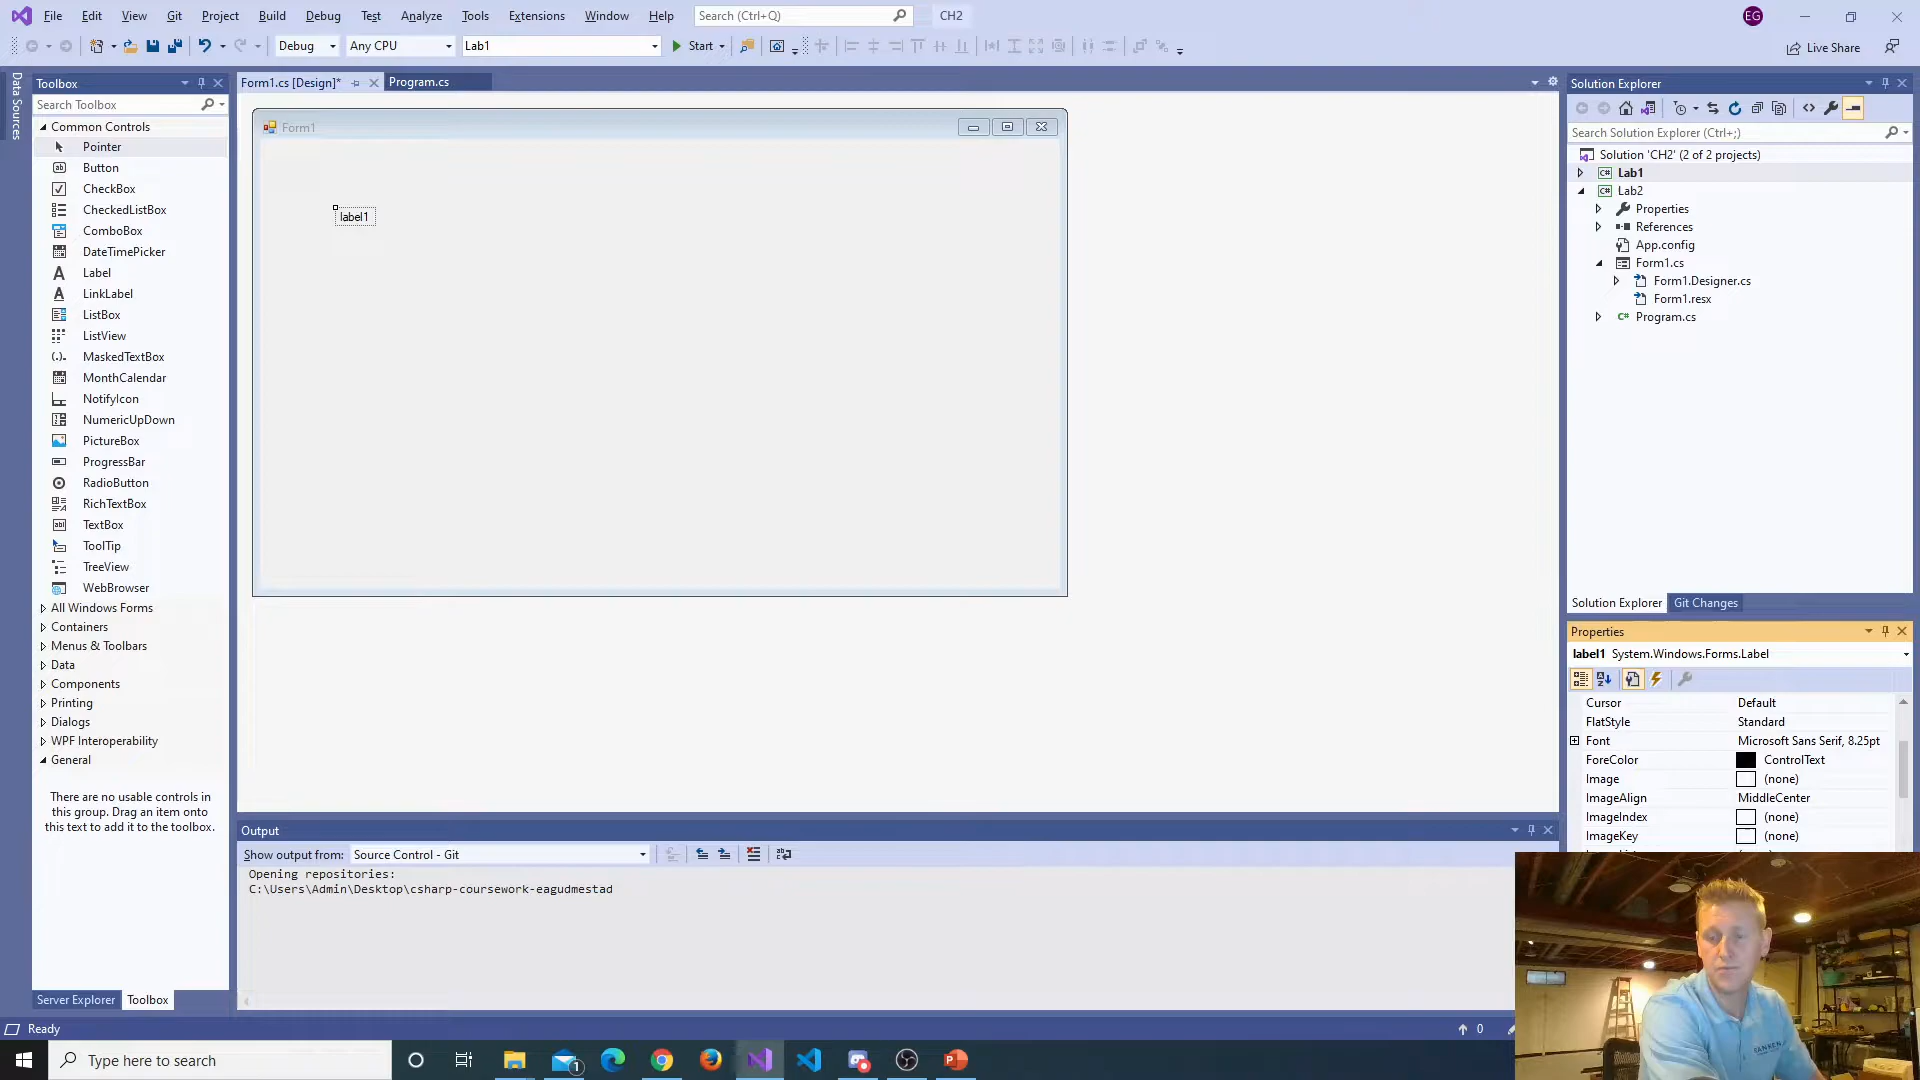 File Edit View Git Project Build Debug Test Analyze Tools Extensions Window Help Search (Ctrl+Q) CH2 EG
Debug Any CPU Lab1 Start Live Share
Data Sources
Toolbox
Search Toolbox
Common Controls
Pointer
Button
CheckBox
CheckedListBox
ComboBox
DateTimePicker
Label
LinkLabel
ListBox
ListView
MaskedTextBox
MonthCalendar
NotifyIcon
NumericUpDown
PictureBox
ProgressBar
RadioButton
RichTextBox
TextBox
ToolTip
TreeView
WebBrowser
All Windows Forms
Containers
Menus & Toolbars
Data
Components
Printing
Dialogs
WPF Interoperability
General
There are no usable controls in
this group. Drag an item onto
this text to add it to the toolbox.
Server Explorer Toolbox
Form1.cs [Design]* Program.cs
Form1
label1
Output
Show output from: Source Control - Git
Opening repositories:
C:\Users\Admin\Desktop\csharp-coursework-eagudmestad
Solution Explorer
Search Solution Explorer (Ctrl+;)
Solution 'CH2' (2 of 2 projects)
Lab1
Lab2
Properties
References
App.config
Form1.cs
Form1.Designer.cs
Form1.resx
Program.cs
Solution Explorer Git Changes
Properties
label1 System.Windows.Forms.Label
Cursor Default
FlatStyle Standard
Font Microsoft Sans Serif, 8.25pt
ForeColor ControlText
Image (none)
ImageAlign MiddleCenter
ImageIndex (none)
ImageKey (none)
Ready 0
Type here to search 1